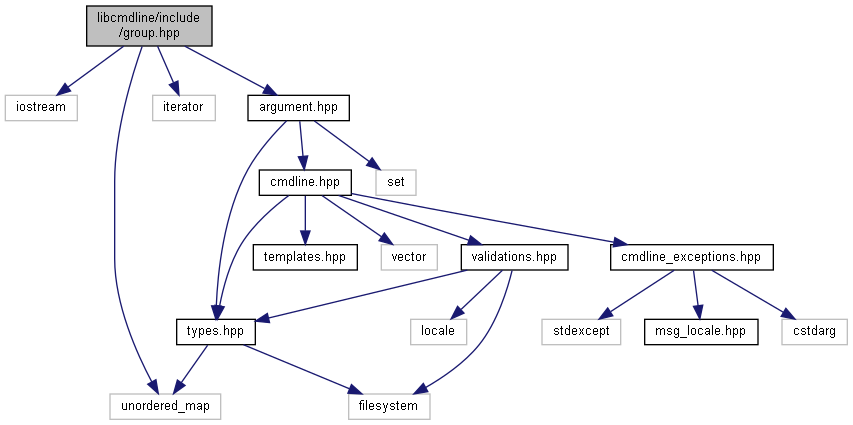 libcmdline/include
/group.hpp
iostream
iterator
argument.hpp
cmdline.hpp
set
templates.hpp
vector
validations.hpp
cmdline_exceptions.hpp
types.hpp
locale
stdexcept
msg_locale.hpp
cstdarg
unordered_map
filesystem